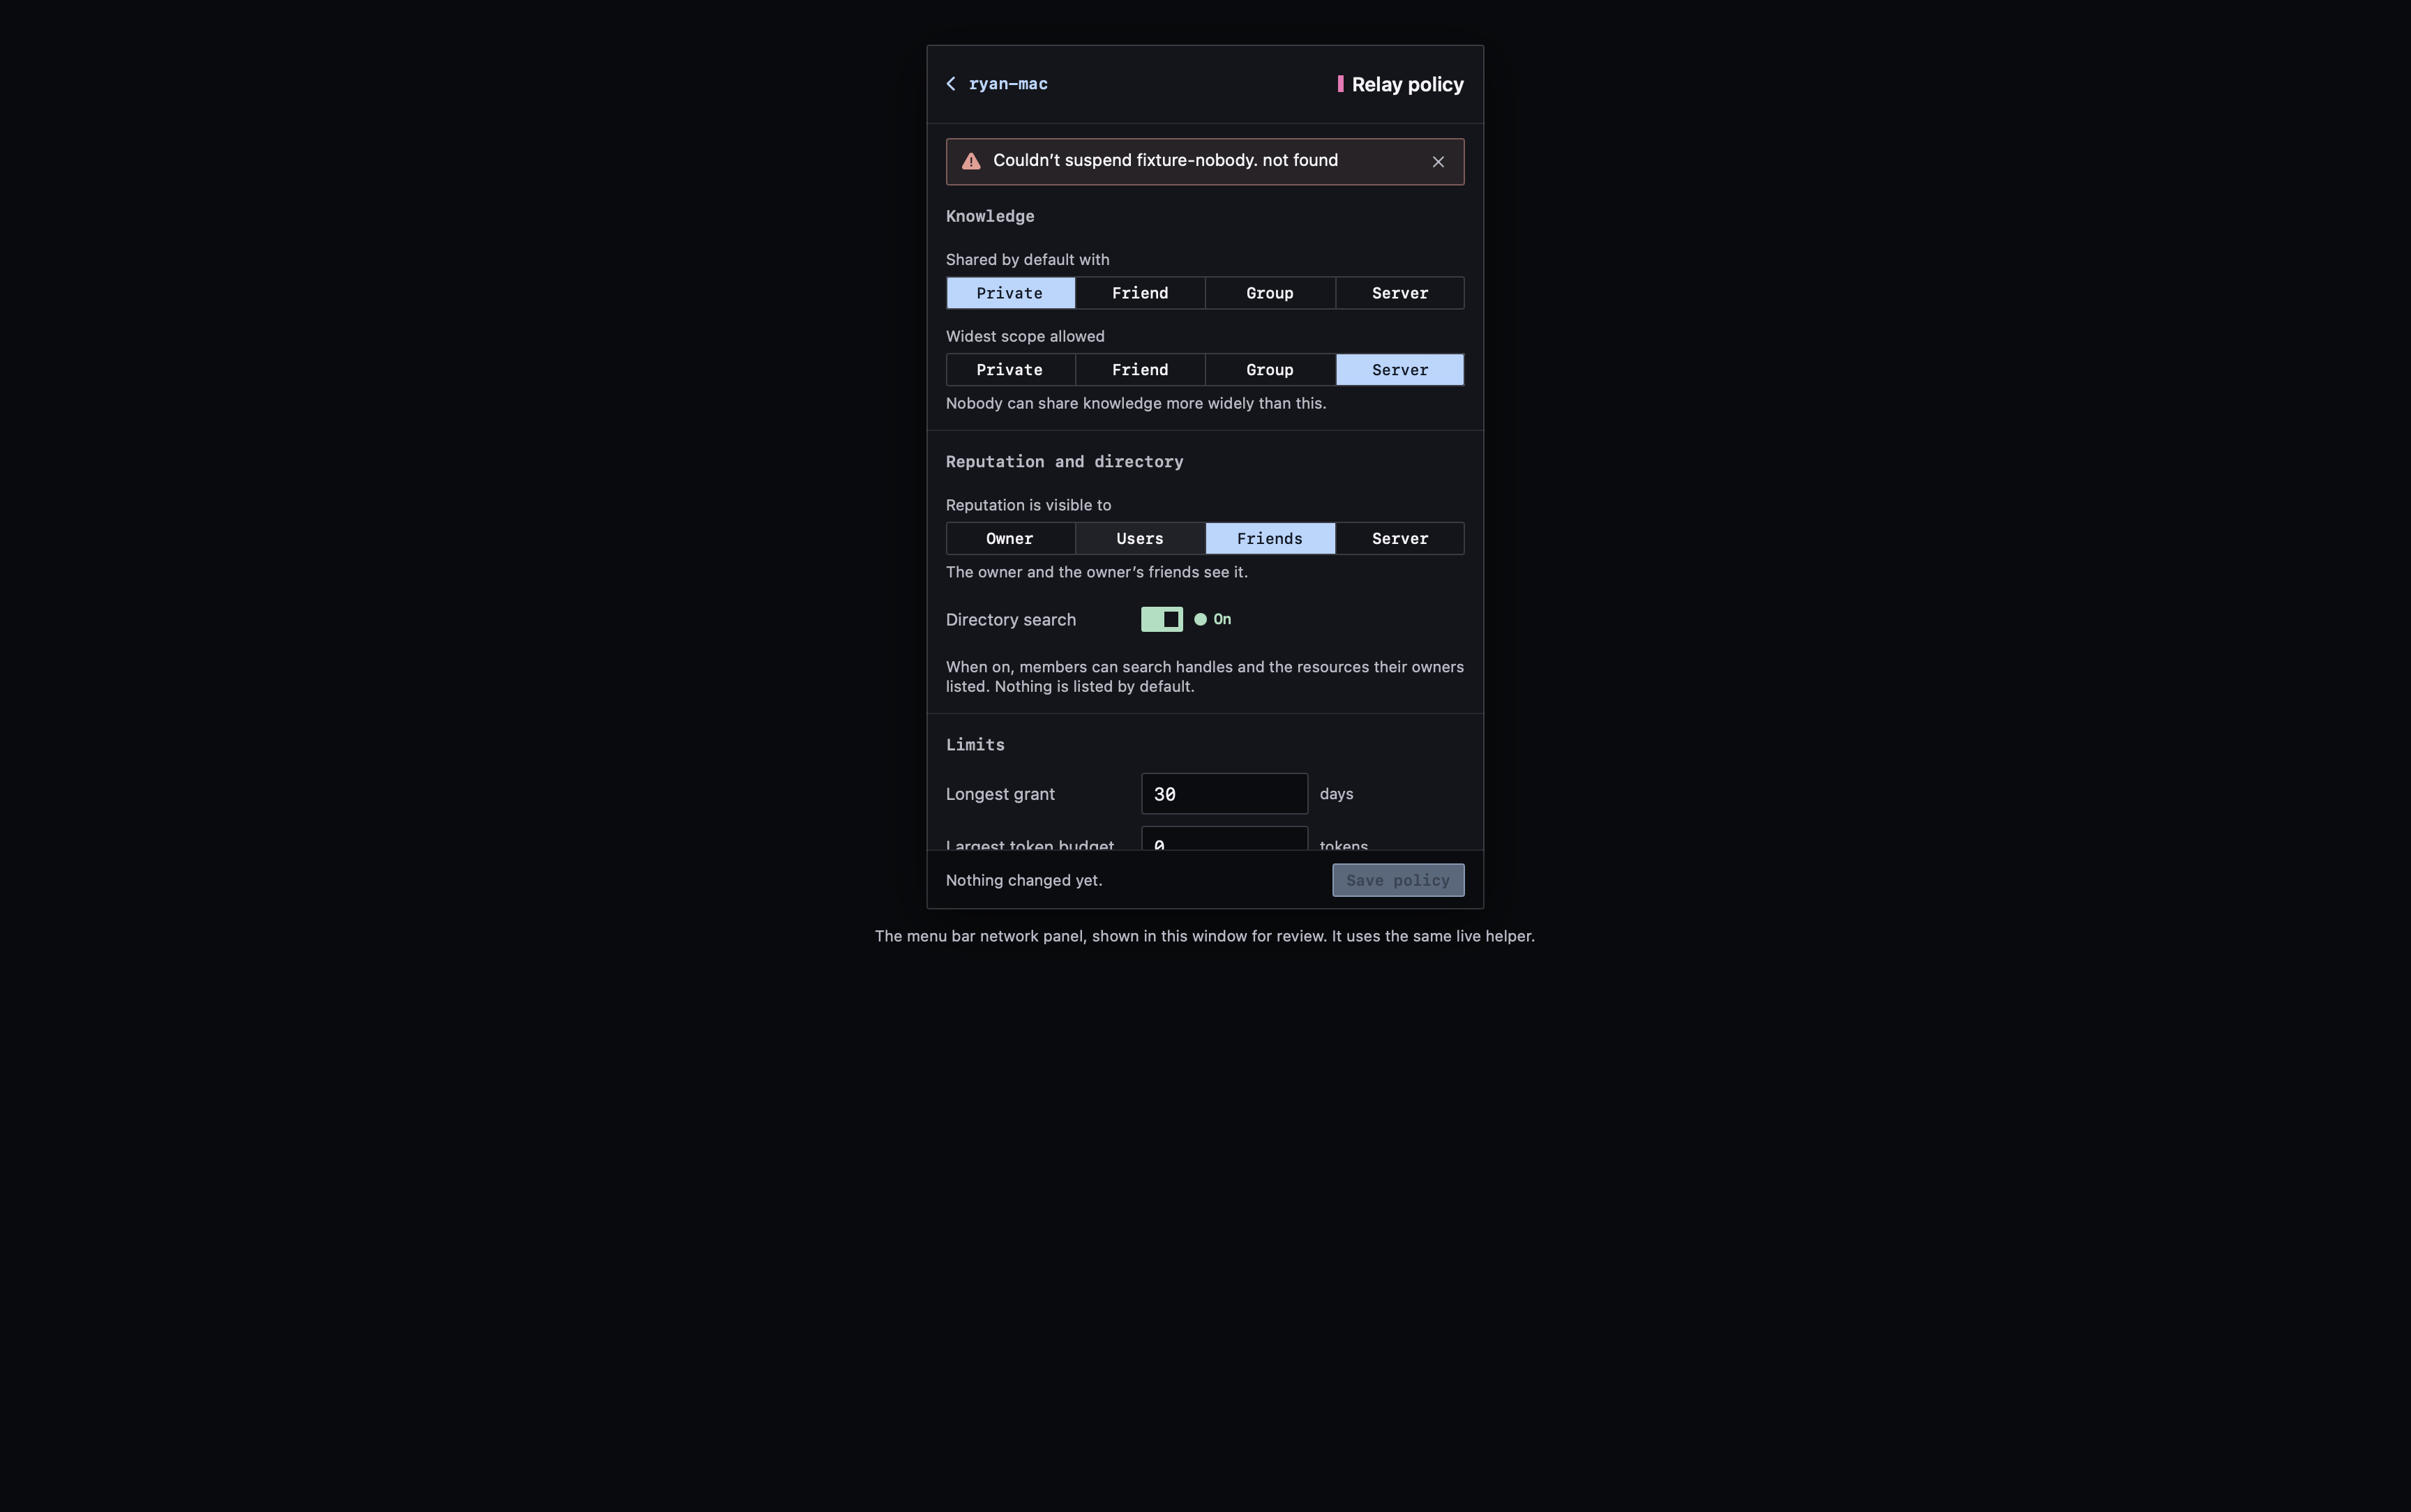 ryan-mac
Relay policy
Couldn't suspend fixture-nobody. not found
Knowledge
Shared by default with
Private Friend Group Server
Widest scope allowed
Private Friend Group Server
Nobody can share knowledge more widely than this.
Reputation and directory
Reputation is visible to
Owner Users Friends Server
The owner and the owner's friends see it.
Directory search On
When on, members can search handles and the resources their owners
listed. Nothing is listed by default.
Limits
Longest grant 30 days
Largest token budget 0 tokens
Nothing changed yet. Save policy
The menu bar network panel, shown in this window for review. It uses the same live helper.